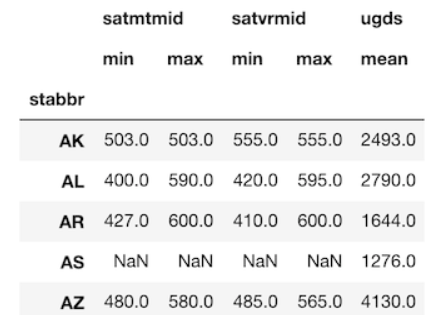 satmtmid satvrmid ugds
min max min max mean
stabbr
AK 503.0 503.0 555.0 555.0 2493.0
AL 400.0 590.0 420.0 595.0 2790.0
AR 427.0 600.0 410.0 600.0 1644.0
AS NaN NaN NaN NaN 1276.0
AZ 480.0 580.0 485.0 565.0 4130.0